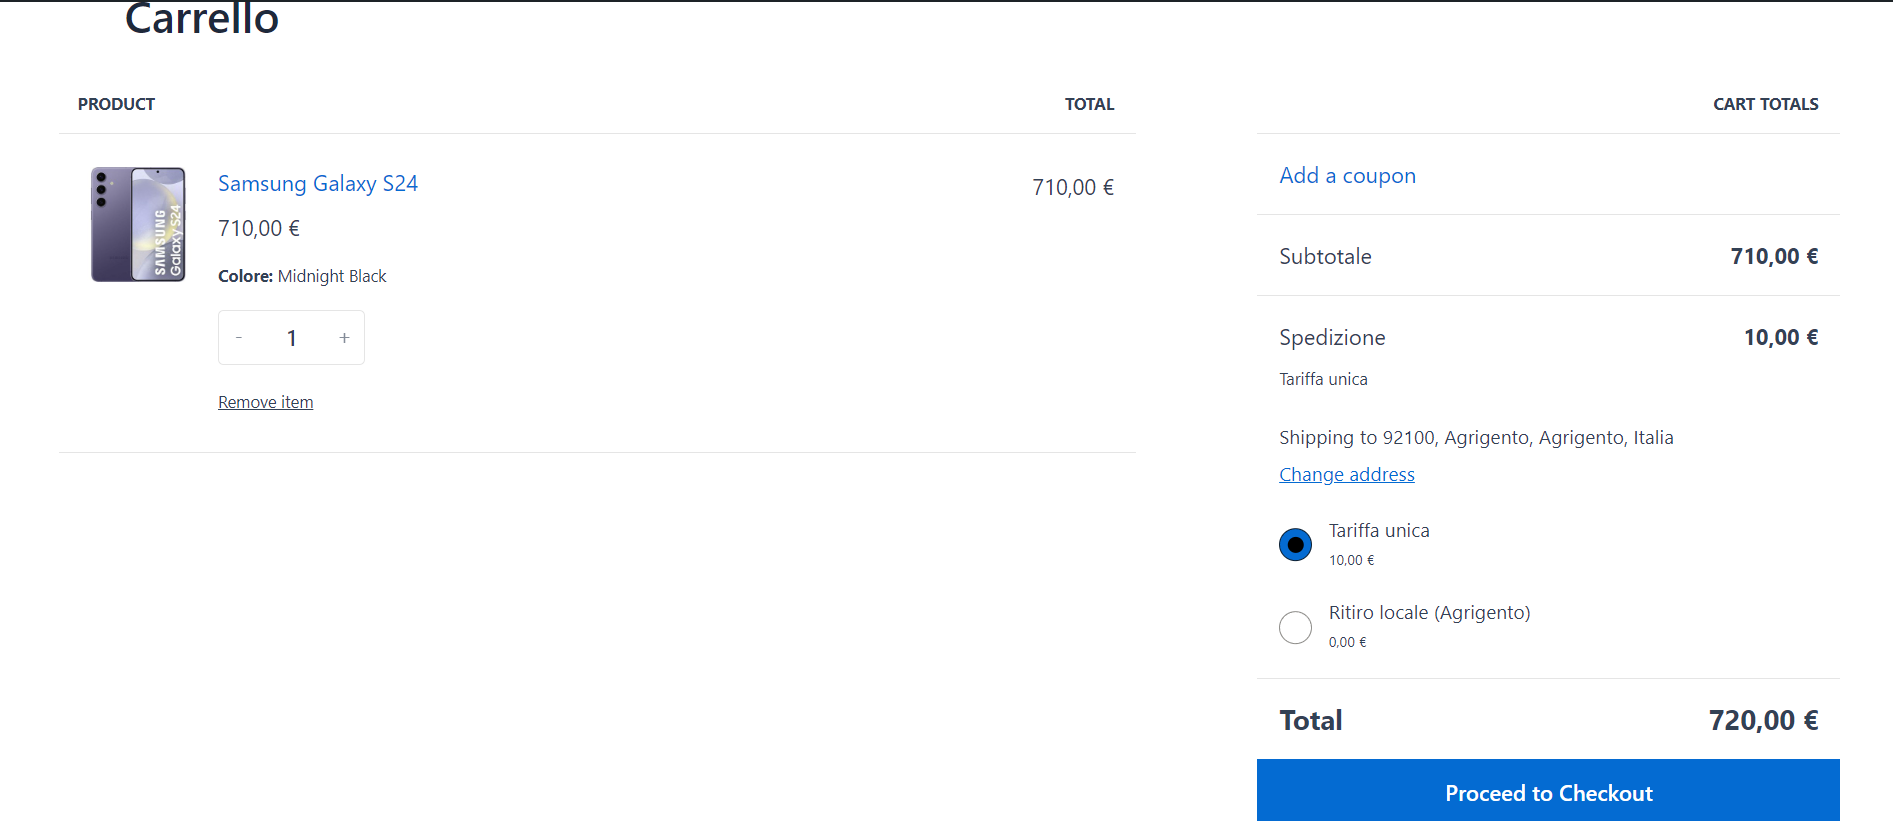 Carrello
PRODUCT
TOTAL
SAMSUNG
Galaxy S24
Samsung Galaxy S24
710,00 €
710,00 €
Colore: Midnight Black
- 1 +
Remove item
CART TOTALS
Add a coupon
Subtotale 710,00 €
Spedizione 10,00 €
Tariffa unica
Shipping to 92100, Agrigento, Agrigento, Italia
Change address
Tariffa unica
10,00 €
Ritiro locale (Agrigento)
0,00 €
Total 720,00 €
Proceed to Checkout